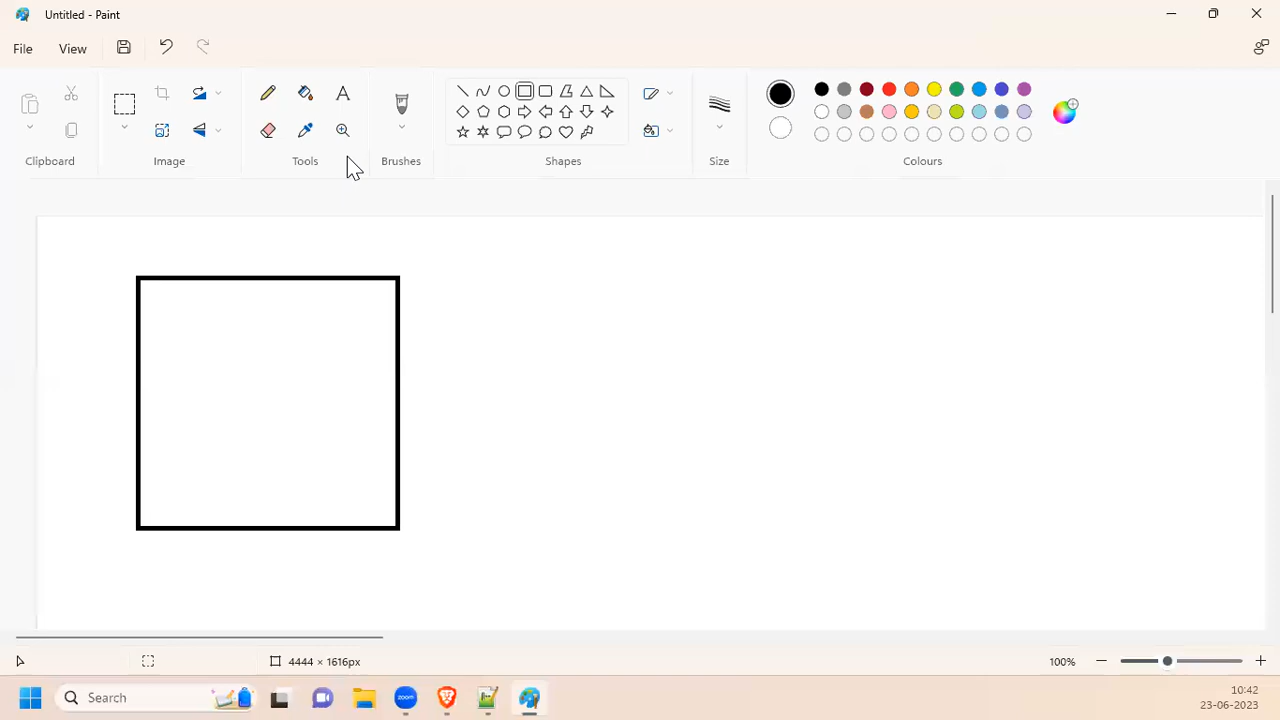 Untitled - Paint
File View
Clipboard Image Tools Brushes Shapes Size Colours
4444 × 1616px 100%
Search zoom 10:42
23-06-2023